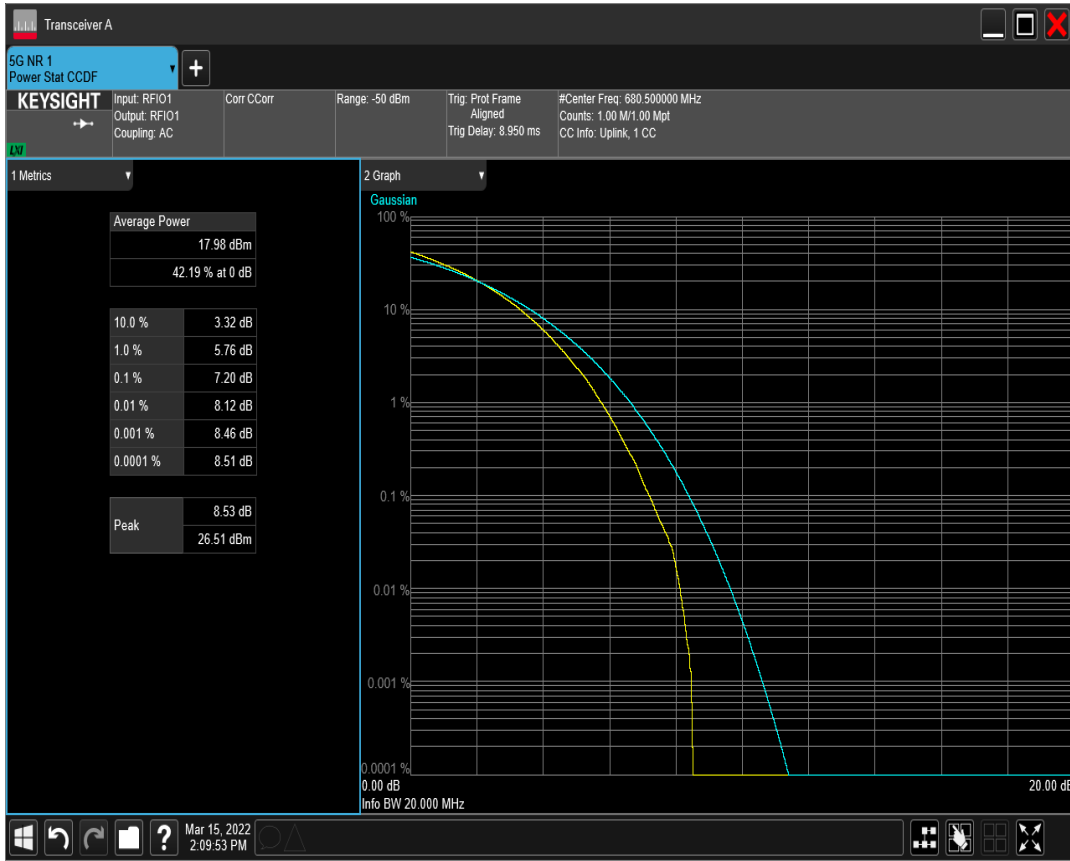 Transceiver A
5G NR 1
Power Stat CCDF
KEYSIGHT
LXI
Input: RFIO1
Output: RFIO1
Coupling: AC
Corr CCorr
Range: -50 dBm
Trig: Prot Frame
Aligned
Trig Delay: 8.950 ms
#Center Freq: 680.500000 MHz
Counts: 1.00 M/1.00 Mpt
CC Info: Uplink, 1 CC
1 Metrics
Average Power
17.98 dBm
42.19 % at 0 dB
10.0 % 3.32 dB
1.0 % 5.76 dB
0.1 % 7.20 dB
0.01 % 8.12 dB
0.001 % 8.46 dB
0.0001 % 8.51 dB
Peak
8.53 dB
26.51 dBm
2 Graph
Gaussian
100 %
10 %
1 %
0.1 %
0.01 %
0.001 %
0.0001 %
0.00 dB 20.00 dB
Info BW 20.000 MHz
?
Mar 15, 2022
2:09:53 PM